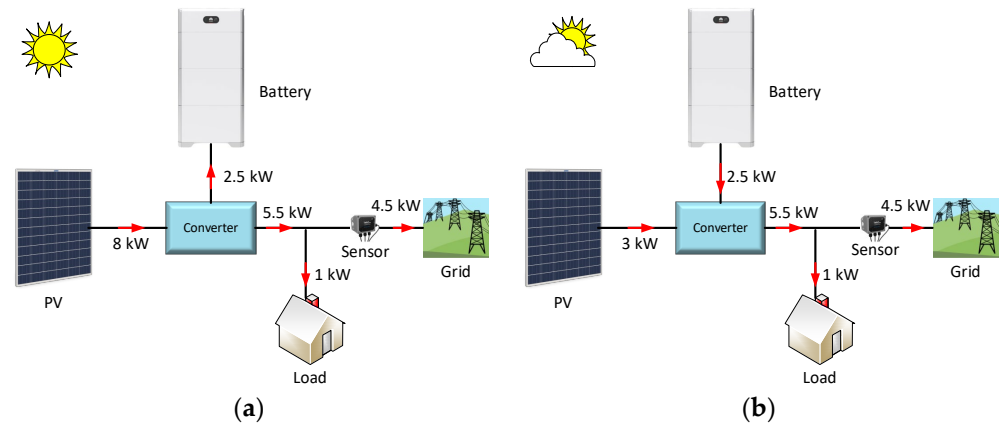 Battery
2.5 kW
5.5 kW
4.5 kW
Converter
8 kW
Sensor
Grid
1 kW
PV
Load
(a)
Battery
2.5 kW
5.5 kW
4.5 kW
Converter
3 kW
Sensor
Grid
1 kW
PV
Load
(b)